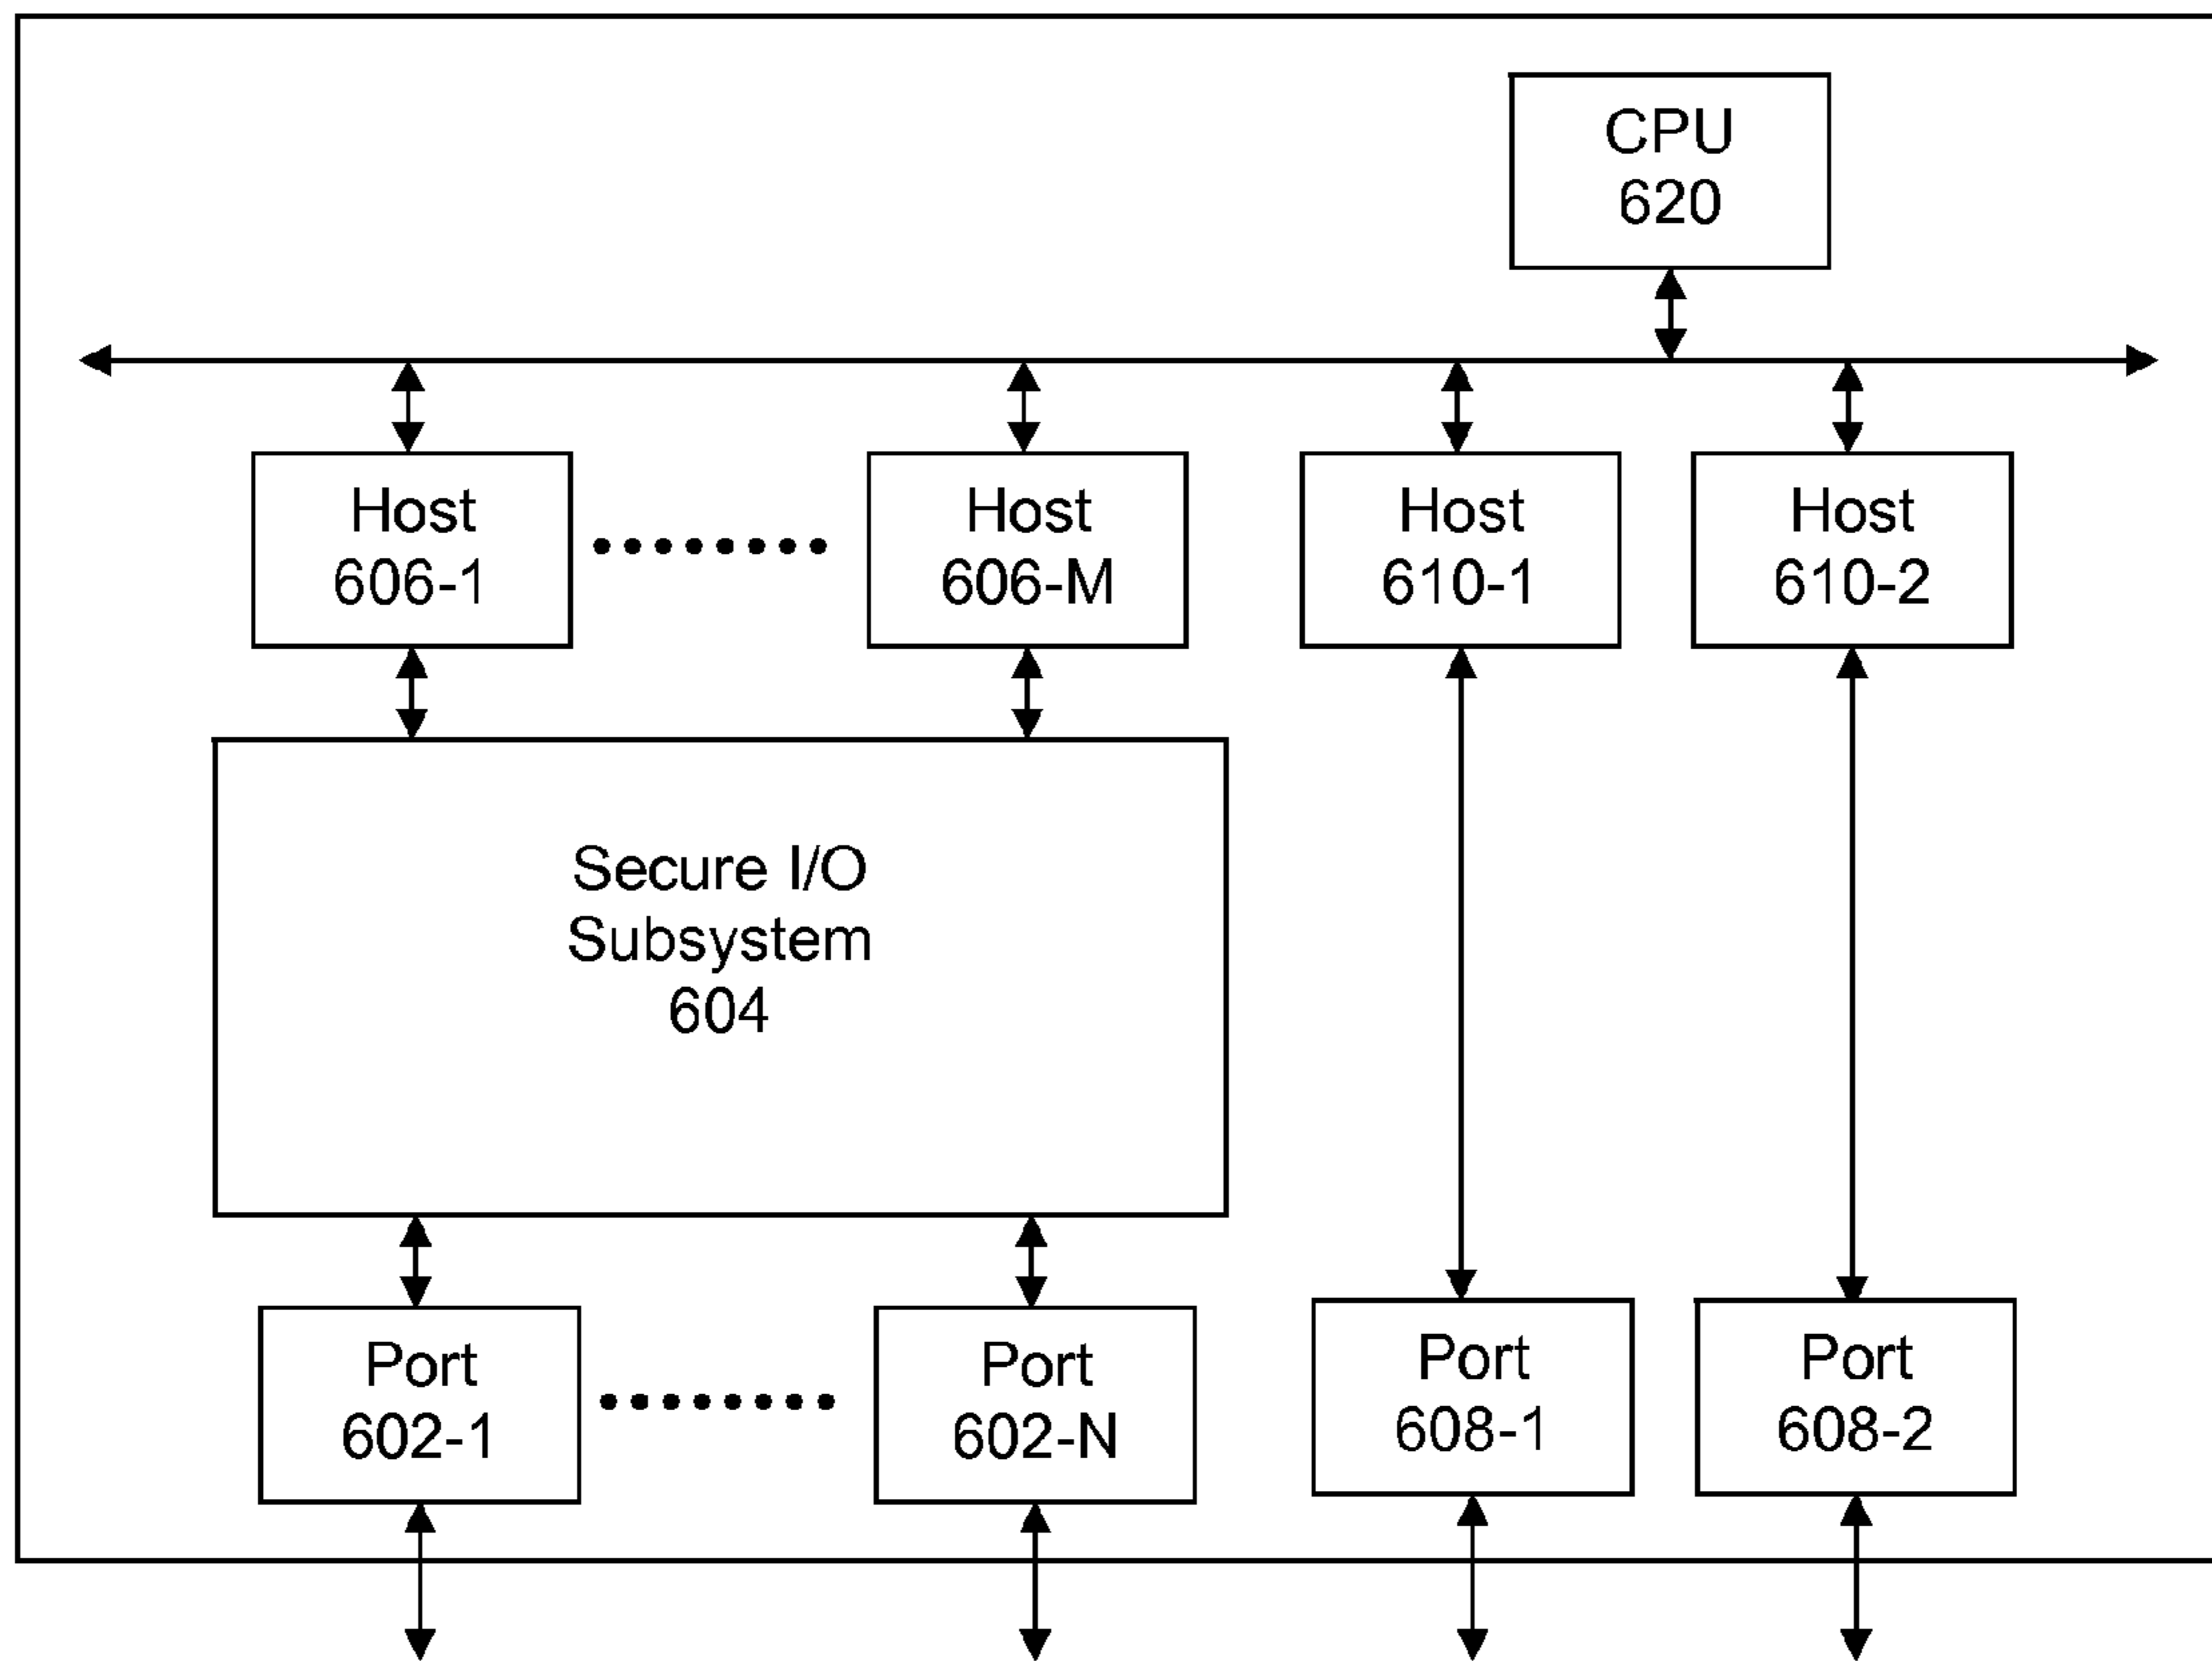 CPU
620
Host
606-1
Host
606-M
Host
610-1
Host
610-2
Secure I/O
Subsystem
604
Port
602-1
Port
602-N
Port
608-1
Port
608-2